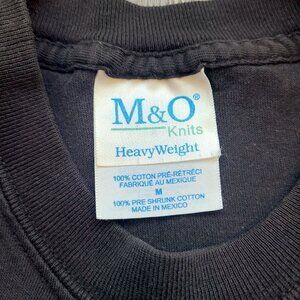 M&O®
Knits
HeavyWeight
100% COTON PRÉ-RÉTRÉCI
FABRIQUÉ AU MEXIQUE
M
100% PRE SHRUNK COTTON
MADE IN MEXICO